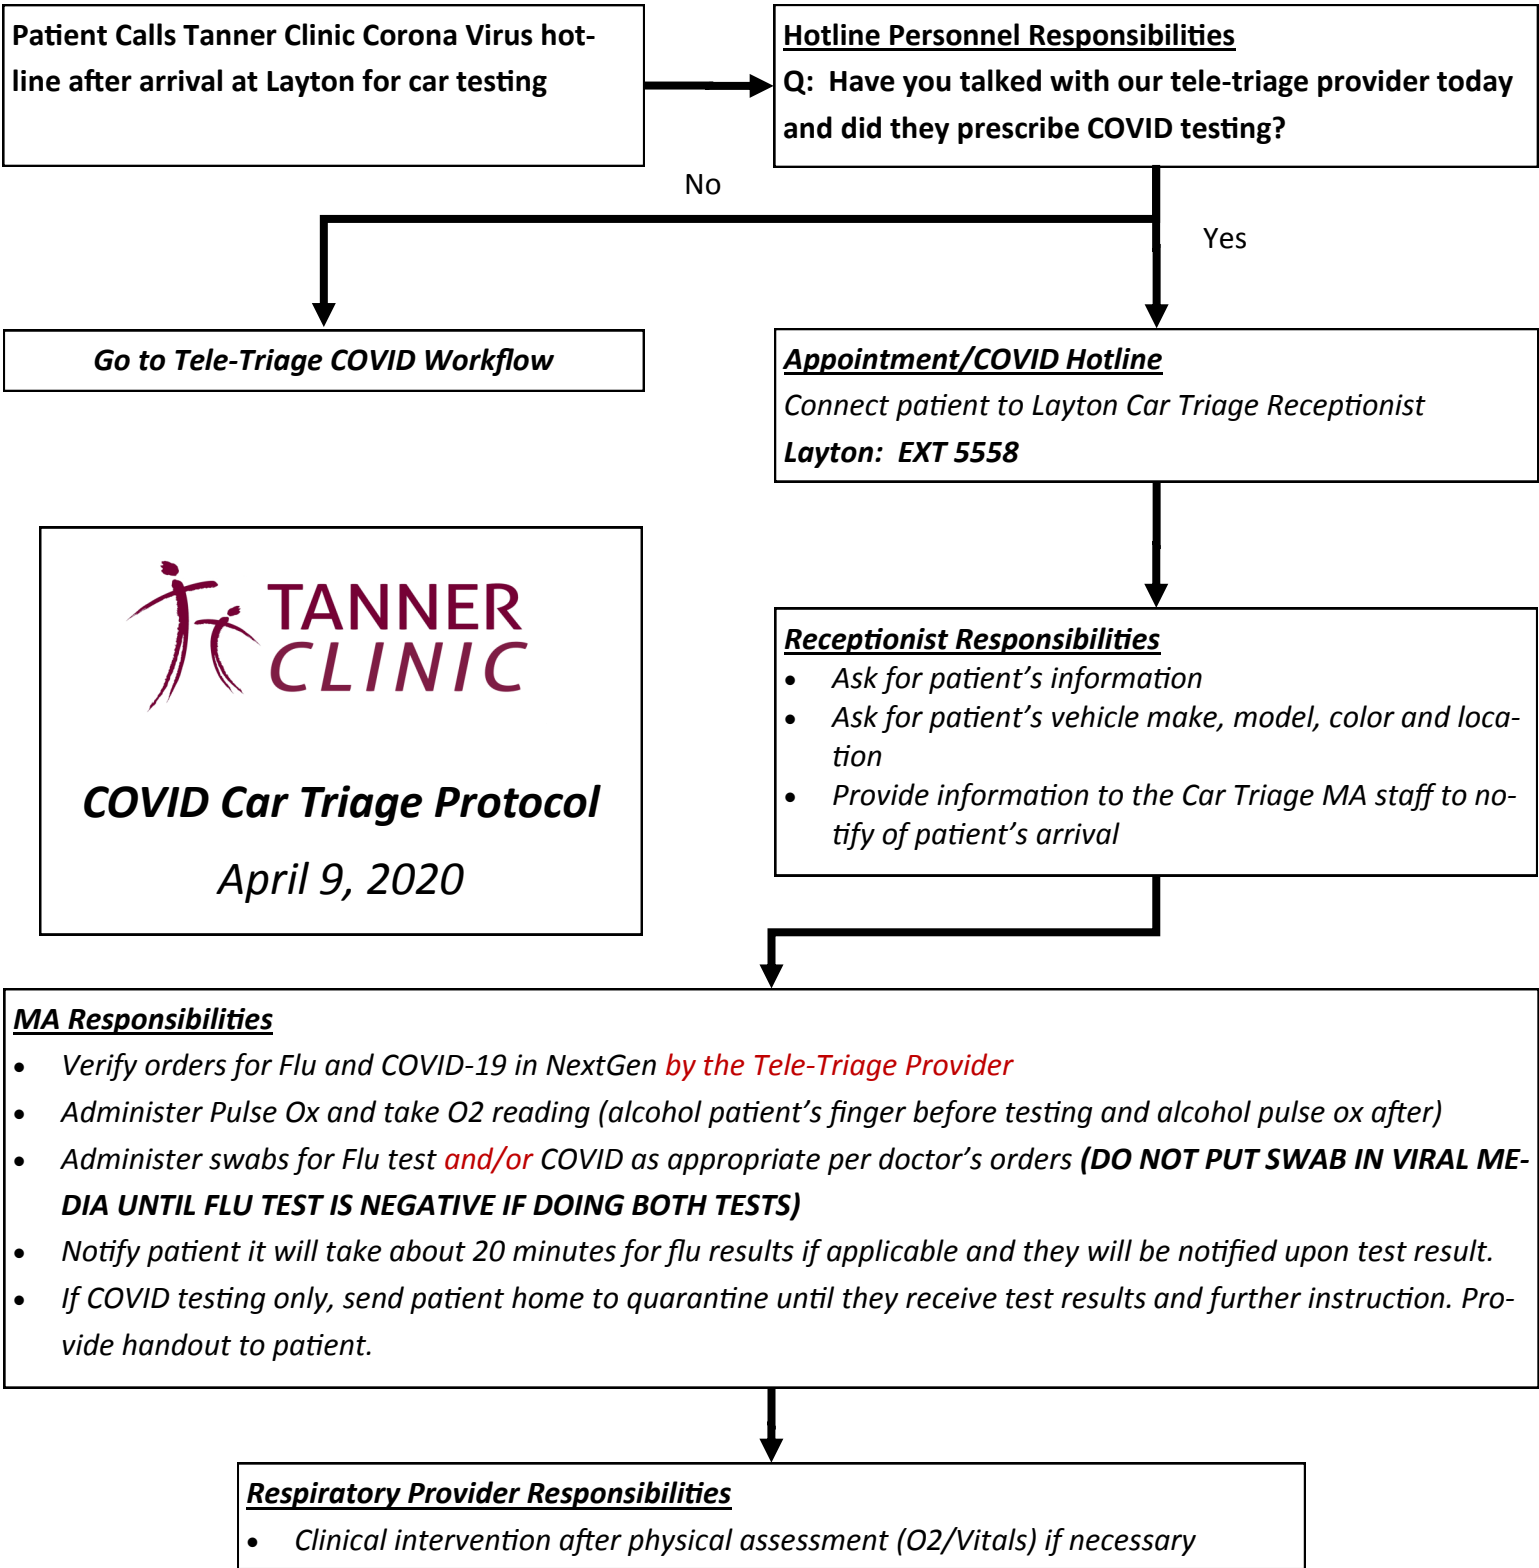 Patient Calls Tanner Clinic Corona Virus hot-
line after arrival at Layton for car testing
Hotline Personnel Responsibilities
Q:  Have you talked with our tele-triage provider today
and did they prescribe COVID testing?
No
Yes
Go to Tele-Triage COVID Workflow
Appointment/COVID Hotline
Connect patient to Layton Car Triage Receptionist
Layton:  EXT 5558
TANNER
CLINIC
COVID Car Triage Protocol
April 9, 2020
Receptionist Responsibilities
• Ask for patient's information
• Ask for patient's vehicle make, model, color and loca-
tion
• Provide information to the Car Triage MA staff to no-
tify of patient's arrival
MA Responsibilities
• Verify orders for Flu and COVID-19 in NextGen by the Tele-Triage Provider
• Administer Pulse Ox and take O2 reading (alcohol patient's finger before testing and alcohol pulse ox after)
• Administer swabs for Flu test and/or COVID as appropriate per doctor's orders (DO NOT PUT SWAB IN VIRAL ME-
DIA UNTIL FLU TEST IS NEGATIVE IF DOING BOTH TESTS)
• Notify patient it will take about 20 minutes for flu results if applicable and they will be notified upon test result.
• If COVID testing only, send patient home to quarantine until they receive test results and further instruction. Pro-
vide handout to patient.
Respiratory Provider Responsibilities
• Clinical intervention after physical assessment (O2/Vitals) if necessary